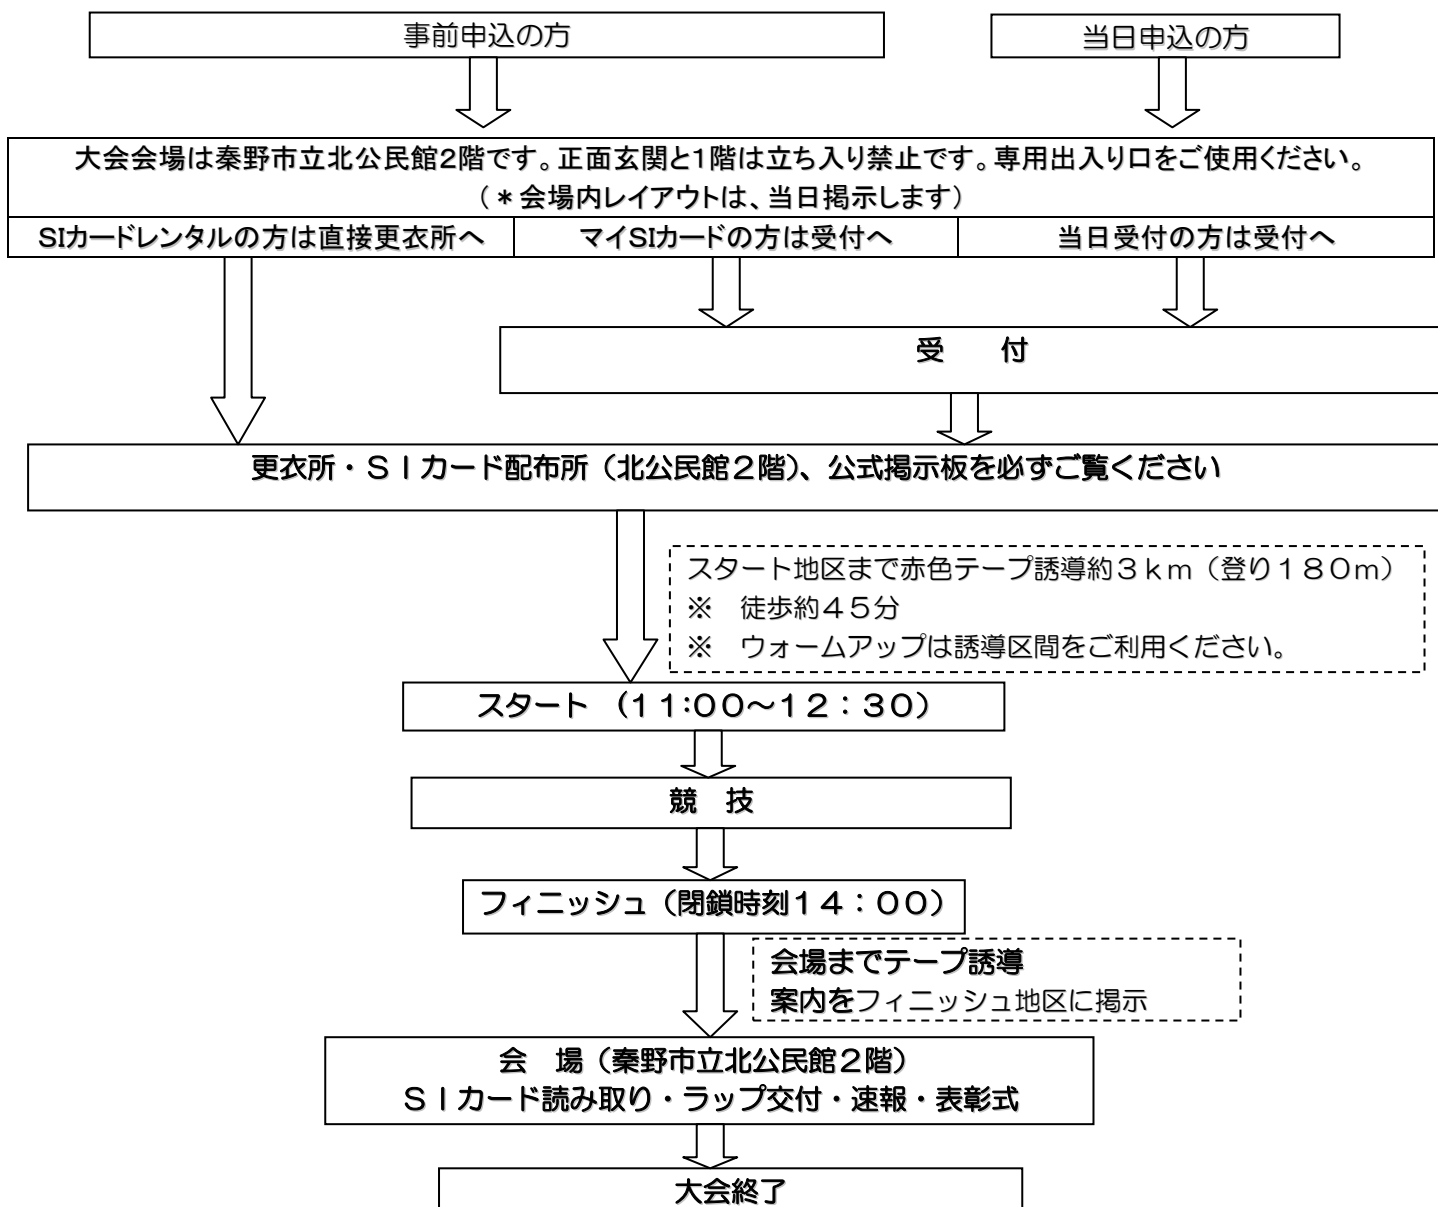 事前申込の方
当日申込の方
大会会場は秦野市立北公民館2階です。正面玄関と1階は立ち入り禁止です。専用出入り口をご使用ください。
（＊会場内レイアウトは、当日掲示します）
SIカードレンタルの方は直接更衣所へ
マイSIカードの方は受付へ
当日受付の方は受付へ
受　　付
更衣所・ＳＩカード配布所（北公民館２階）、公式掲示板を必ずご覧ください
スタート地区まで赤色テープ誘導約３ｋｍ（登り１８０ｍ）
※　徒歩約４５分
※　ウォームアップは誘導区間をご利用ください。
スタート　（１１:００～１２：３０）
競　技
フィニッシュ（閉鎖時刻１４：００）
会場までテープ誘導
案内をフィニッシュ地区に掲示
会　場（秦野市立北公民館２階）
ＳＩカード読み取り・ラップ交付・速報・表彰式
大会終了